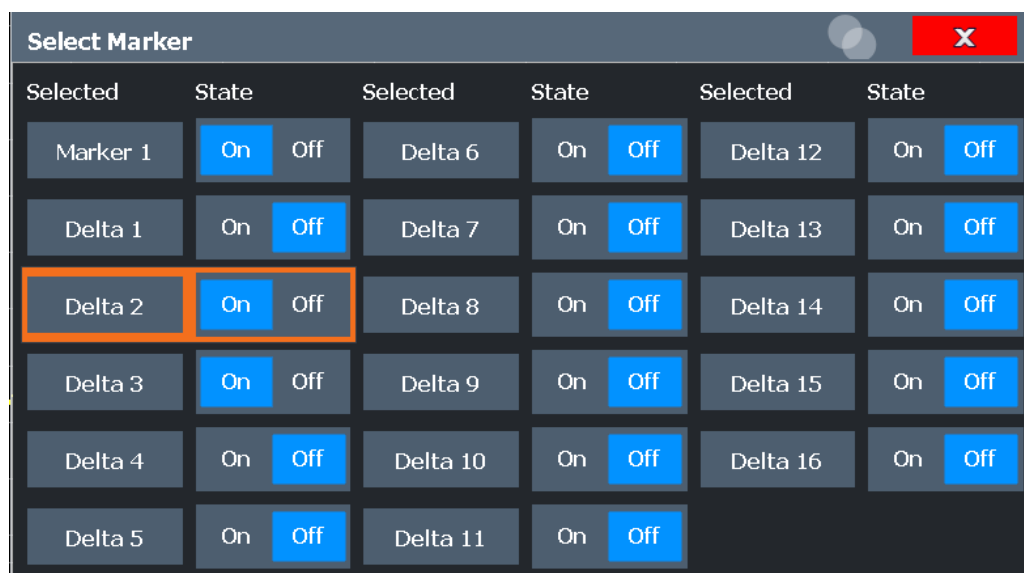 Select Marker X
Selected State Selected State Selected State
Marker 1 On Off Delta 6 On Off Delta 12 On Off
Delta 1 On Off Delta 7 On Off Delta 13 On Off
Delta 2 On Off Delta 8 On Off Delta 14 On Off
Delta 3 On Off Delta 9 On Off Delta 15 On Off
Delta 4 On Off Delta 10 On Off Delta 16 On Off
Delta 5 On Off Delta 11 On Off